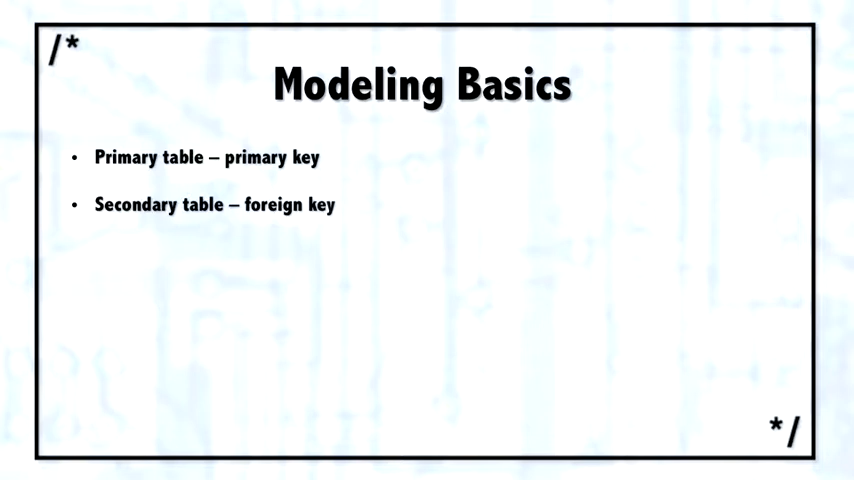 /*
Modeling Basics
• Primary table – primary key
• Secondary table – foreign key
*/